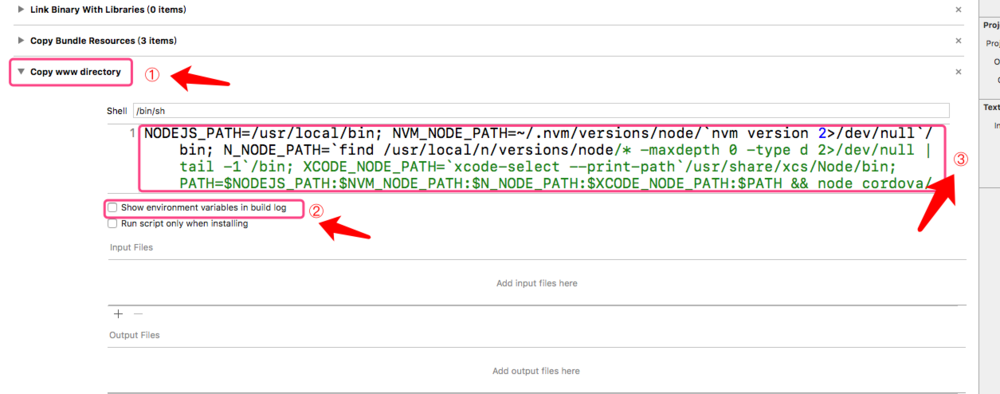 Link Binary With Libraries (0 items)
Proj
Copy Bundle Resources (3 items)
Proj
O
Copy www directory
①
Text
Shell /bin/sh
In
1 NODEJS_PATH=/usr/local/bin; NVM_NODE_PATH=~/.nvm/versions/node/`nvm version 2>/dev/null`/
bin; N_NODE_PATH=`find /usr/local/n/versions/node/* -maxdepth 0 -type d 2>/dev/null |
tail -1`/bin; XCODE_NODE_PATH=`xcode-select --print-path`/usr/share/xcs/Node/bin;
PATH=$NODEJS_PATH:$NVM_NODE_PATH:$N_NODE_PATH:$XCODE_NODE_PATH:$PATH && node cordova/
③
Show environment variables in build log
②
Run script only when installing
Input Files
Add input files here
Output Files
Add output files here